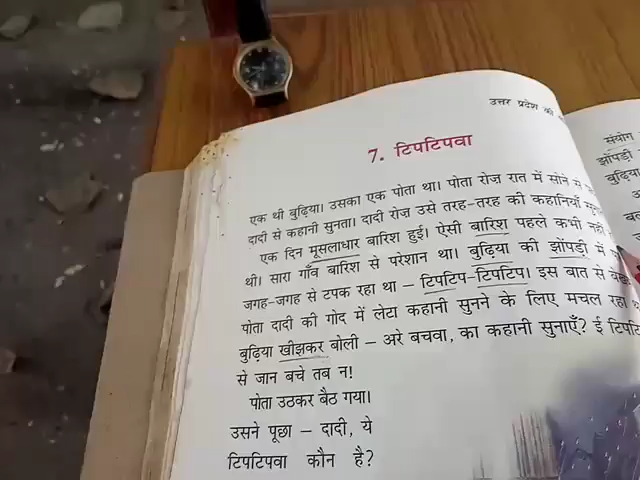 उत्तर प्रदेश की
7. टिपटिपवा
एक थी बुढ़िया। उसका एक पोता था। पोता रोज रात में सोने से
दादी से कहानी सुनता। दादी रोज उसे तरह-तरह की कहानियाँ
एक दिन मूसलाधार बारिश हुई। ऐसी बारिश पहले कभी नहीं
थी। सारा गाँव बारिश से परेशान था। बुढ़िया की झोंपड़ी में
जगह-जगह से टपक रहा था – टिपटिप-टिपटिप। इस बात से
पोता दादी की गोद में लेटा कहानी सुनने के लिए मचल रहा
बुढ़िया खीझकर बोली – अरे बचवा, का कहानी सुनाएँ? ई
से जान बचे तब न!
पोता उठकर बैठ गया।
उसने पूछा – दादी, ये
टिपटिपवा कौन है?
संयोग
झोंपड़ी
बुढ़िया